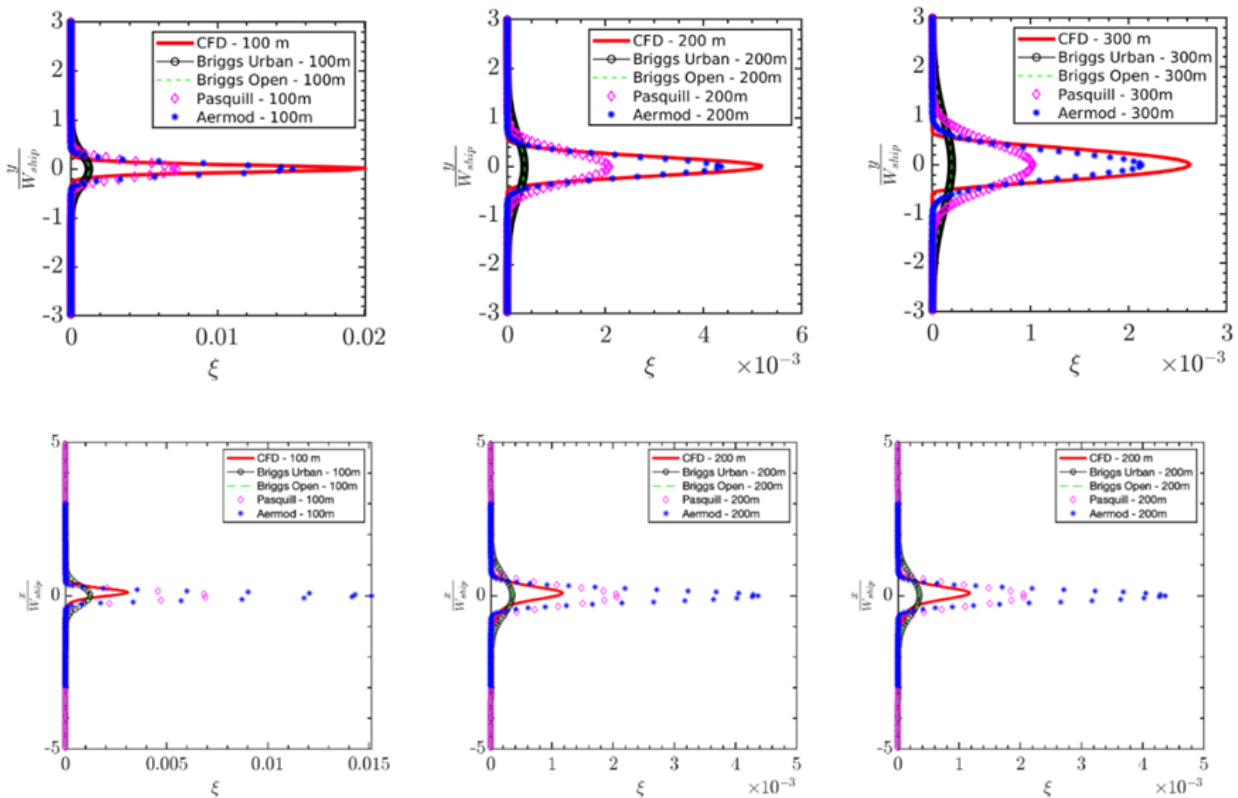 3
2
1
0
-1
-2
-3
y
W_ship
CFD - 100 m
Briggs Urban - 100m
Briggs Open - 100m
Pasquill - 100m
Aermod - 100m
0 0.01 0.02
ξ
3
2
1
0
-1
-2
-3
y
W_ship
CFD - 200 m
Briggs Urban - 200m
Briggs Open - 200m
Pasquill - 200m
Aermod - 200m
0 2 4 6
ξ ×10⁻³
3
2
1
0
-1
-2
-3
y
W_ship
CFD - 300 m
Briggs Urban - 300m
Briggs Open - 300m
Pasquill - 300m
Aermod - 300m
0 1 2 3
ξ ×10⁻³
5
0
-5
x
W_ship
CFD - 100 m
Briggs Urban - 100m
Briggs Open - 100m
Pasquill - 100m
Aermod - 100m
0 0.005 0.01 0.015
ξ
5
0
-5
x
W_ship
CFD - 200 m
Briggs Urban - 200m
Briggs Open - 200m
Pasquill - 200m
Aermod - 200m
0 1 2 3 4 5
ξ ×10⁻³
5
0
-5
x
W_ship
CFD - 200 m
Briggs Urban - 200m
Briggs Open - 200m
Pasquill - 200m
Aermod - 200m
0 1 2 3 4 5
ξ ×10⁻³